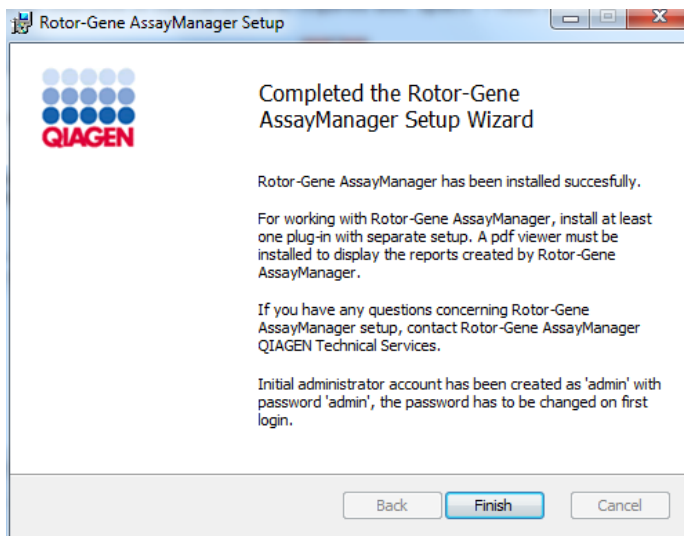 Rotor-Gene AssayManager Setup
QIAGEN
Completed the Rotor-Gene
AssayManager Setup Wizard
Rotor-Gene AssayManager has been installed succesfully.
For working with Rotor-Gene AssayManager, install at least
one plug-in with separate setup. A pdf viewer must be
installed to display the reports created by Rotor-Gene
AssayManager.
If you have any questions concerning Rotor-Gene
AssayManager setup, contact Rotor-Gene AssayManager
QIAGEN Technical Services.
Initial administrator account has been created as 'admin' with
password 'admin', the password has to be changed on first
login.
Back
Finish
Cancel